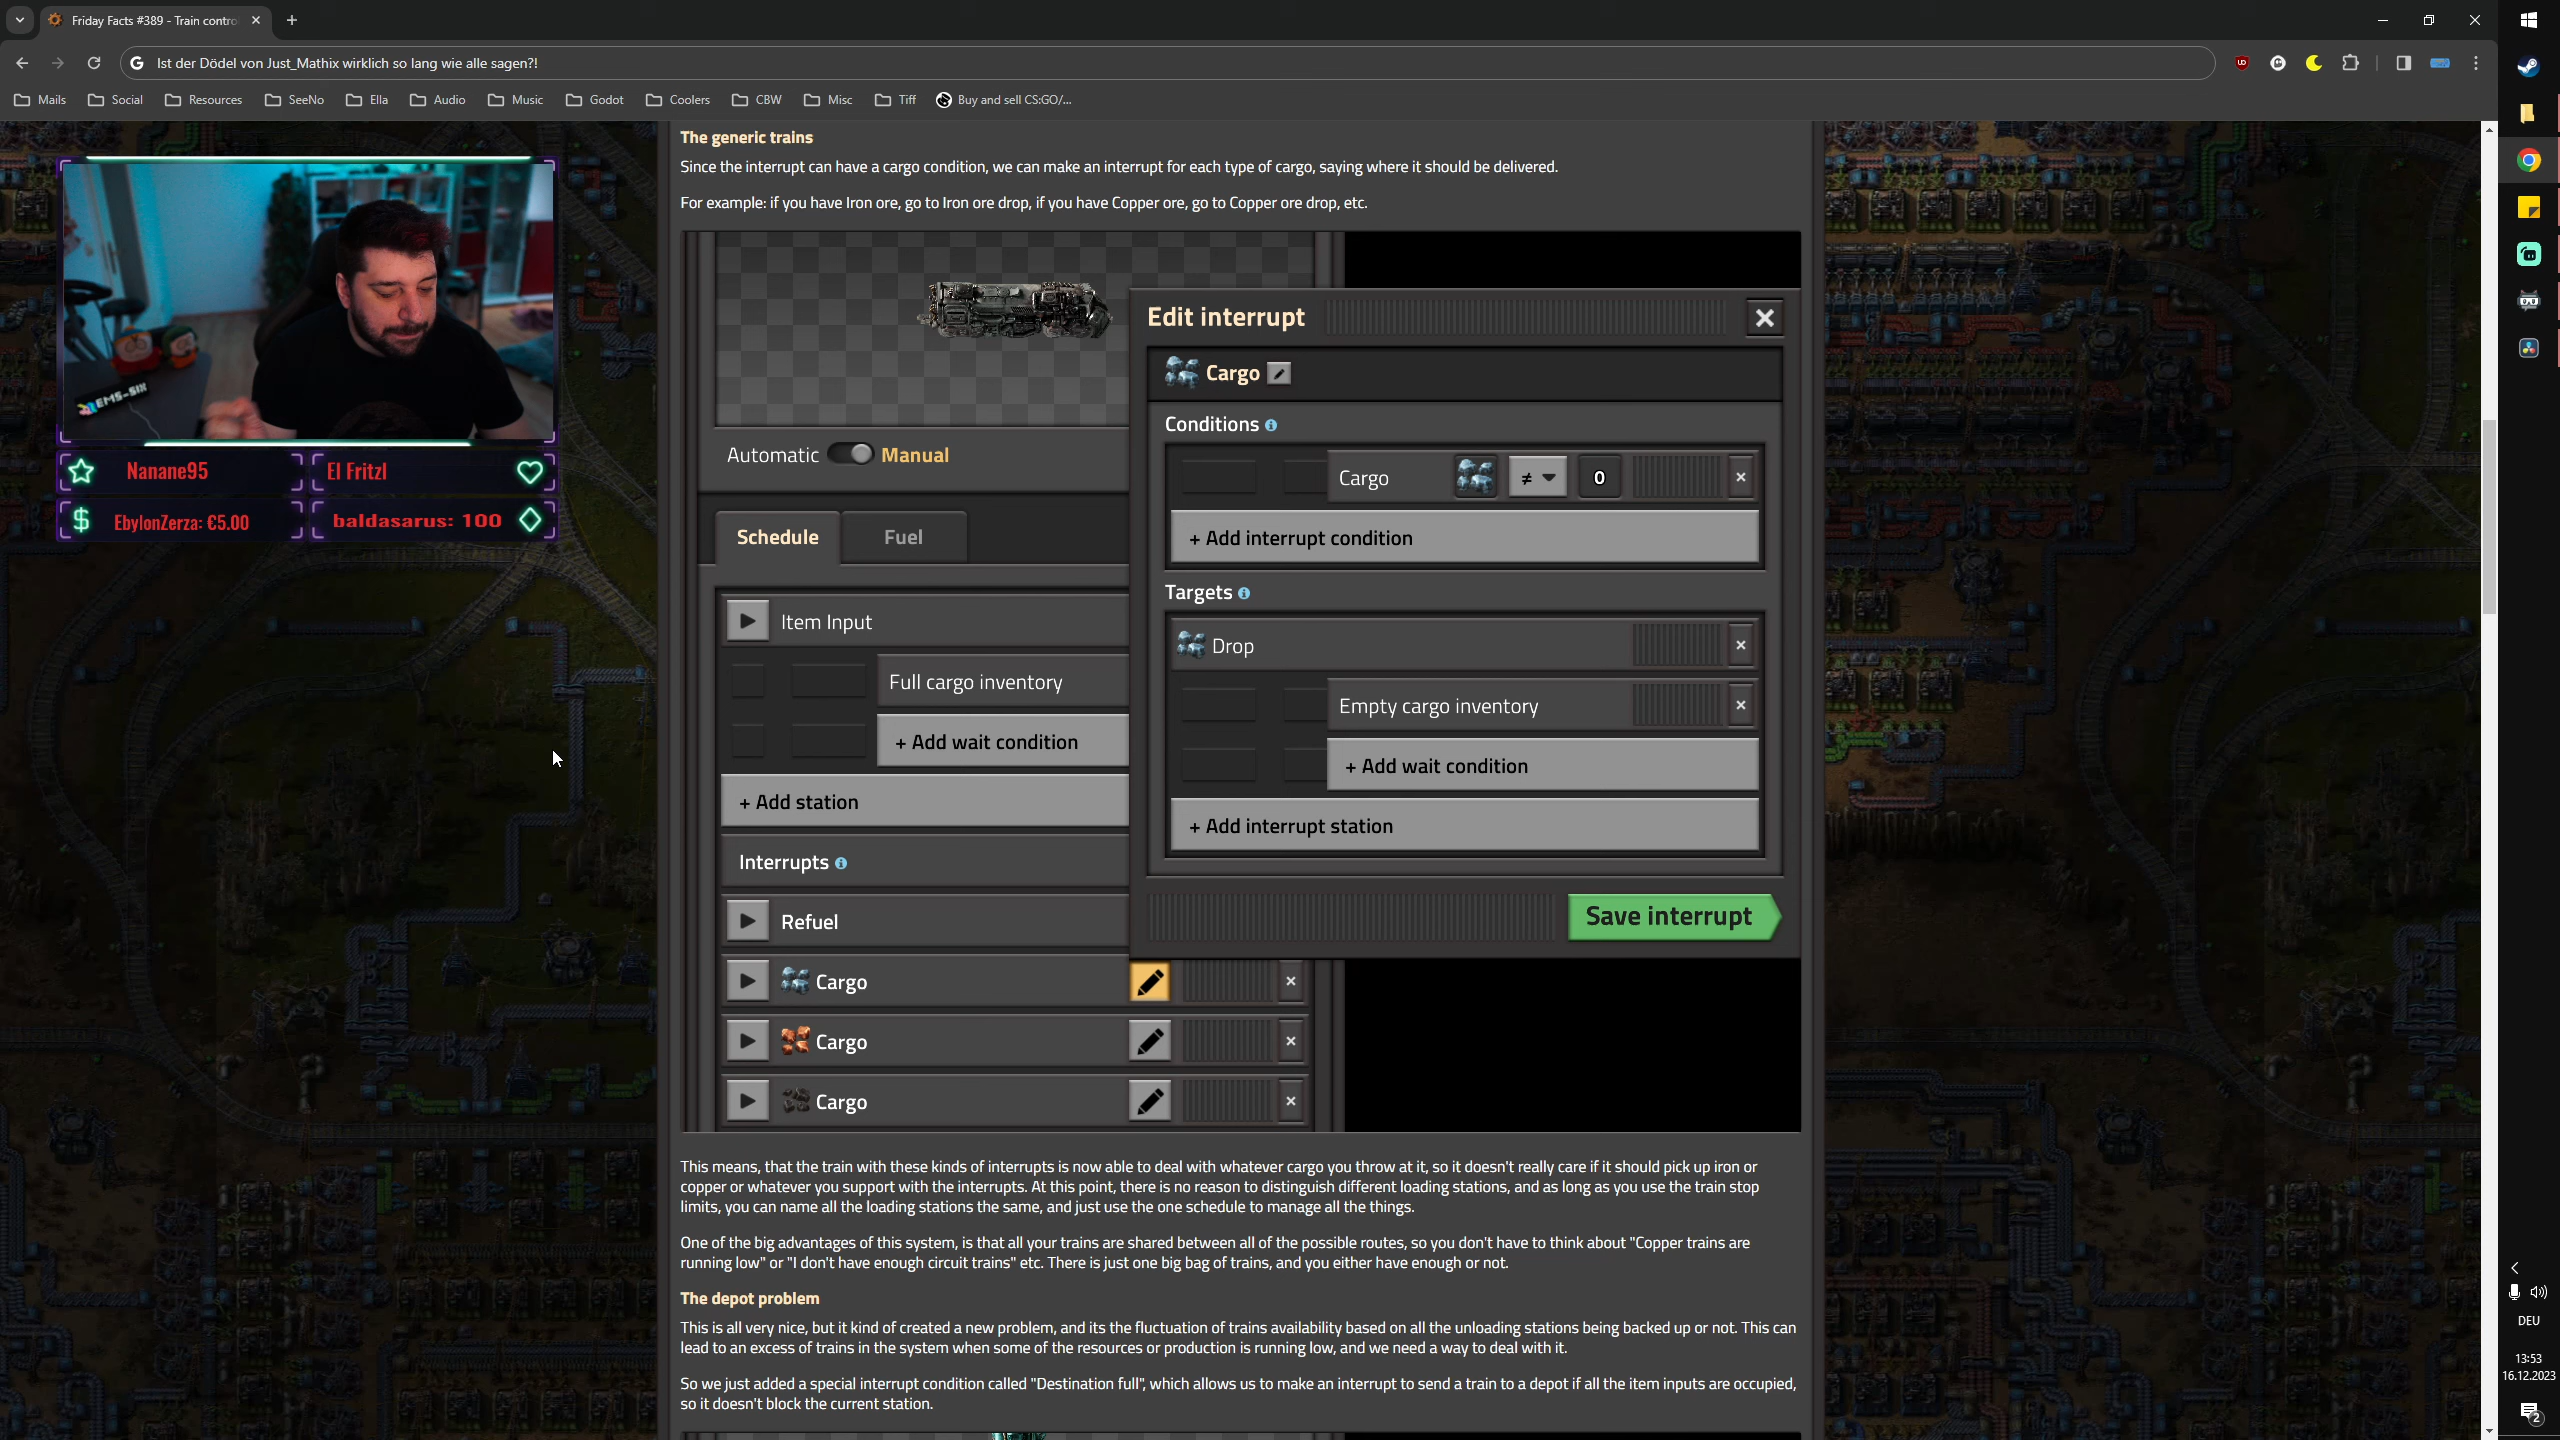 Friday Facts #389 - Train contro
Ist der Dödel von Just_Mathix wirklich so lang wie alle sagen?!
Mails
Social
Resources
SeeNo
Ella
Audio
Music
Godot
Coolers
CBW
Misc
Tiff
Buy and sell CS:GO/...
The generic trains
Since the interrupt can have a cargo condition, we can make an interrupt for each type of cargo, saying where it should be delivered.
For example: if you have Iron ore, go to Iron ore drop, if you have Copper ore, go to Copper ore drop, etc.
EMS-SIX
Nanane95
El Fritzl
EbylonZerza: €5.00
baldasarus: 100
Automatic
Manual
Schedule
Fuel
Item Input
Full cargo inventory
+ Add wait condition
+ Add station
Interrupts
Refuel
Cargo
Cargo
Cargo
Edit interrupt
Cargo
Conditions
Cargo ≠ 0
+ Add interrupt condition
Targets
Drop
Empty cargo inventory
+ Add wait condition
+ Add interrupt station
Save interrupt
This means, that the train with these kinds of interrupts is now able to deal with whatever cargo you throw at it, so it doesn't really care if it should pick up iron or
copper or whatever you support with the interrupts. At this point, there is no reason to distinguish different loading stations, and as long as you use the train stop
limits, you can name all the loading stations the same, and just use the one schedule to manage all the things.
One of the big advantages of this system, is that all your trains are shared between all of the possible routes, so you don't have to think about "Copper trains are
running low" or "I don't have enough circuit trains" etc. There is just one big bag of trains, and you either have enough or not.
The depot problem
This is all very nice, but it kind of created a new problem, and its the fluctuation of trains availability based on all the unloading stations being backed up or not. This can
lead to an excess of trains in the system when some of the resources or production is running low, and we need a way to deal with it.
So we just added a special interrupt condition called "Destination full", which allows us to make an interrupt to send a train to a depot if all the item inputs are occupied,
so it doesn't block the current station.
DEU
13:53
16.12.2023
2